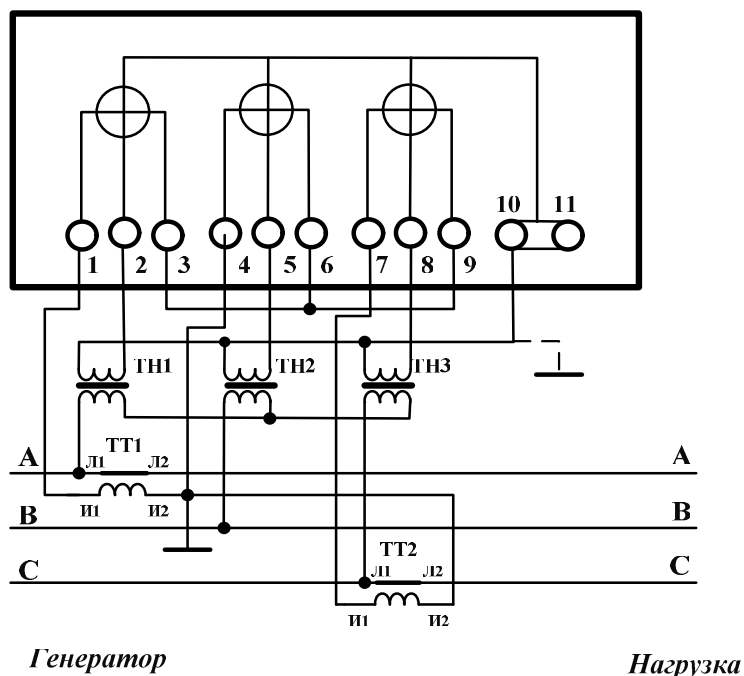 10 11
1 2 3 4 5 6 7 8 9
ТН1 ТН2 ТН3
А ТТ1 А
Л1 Л2
И1 И2
В В
ТТ2
С Л1 Л2 С
И1 И2
Генератор
Нагрузка